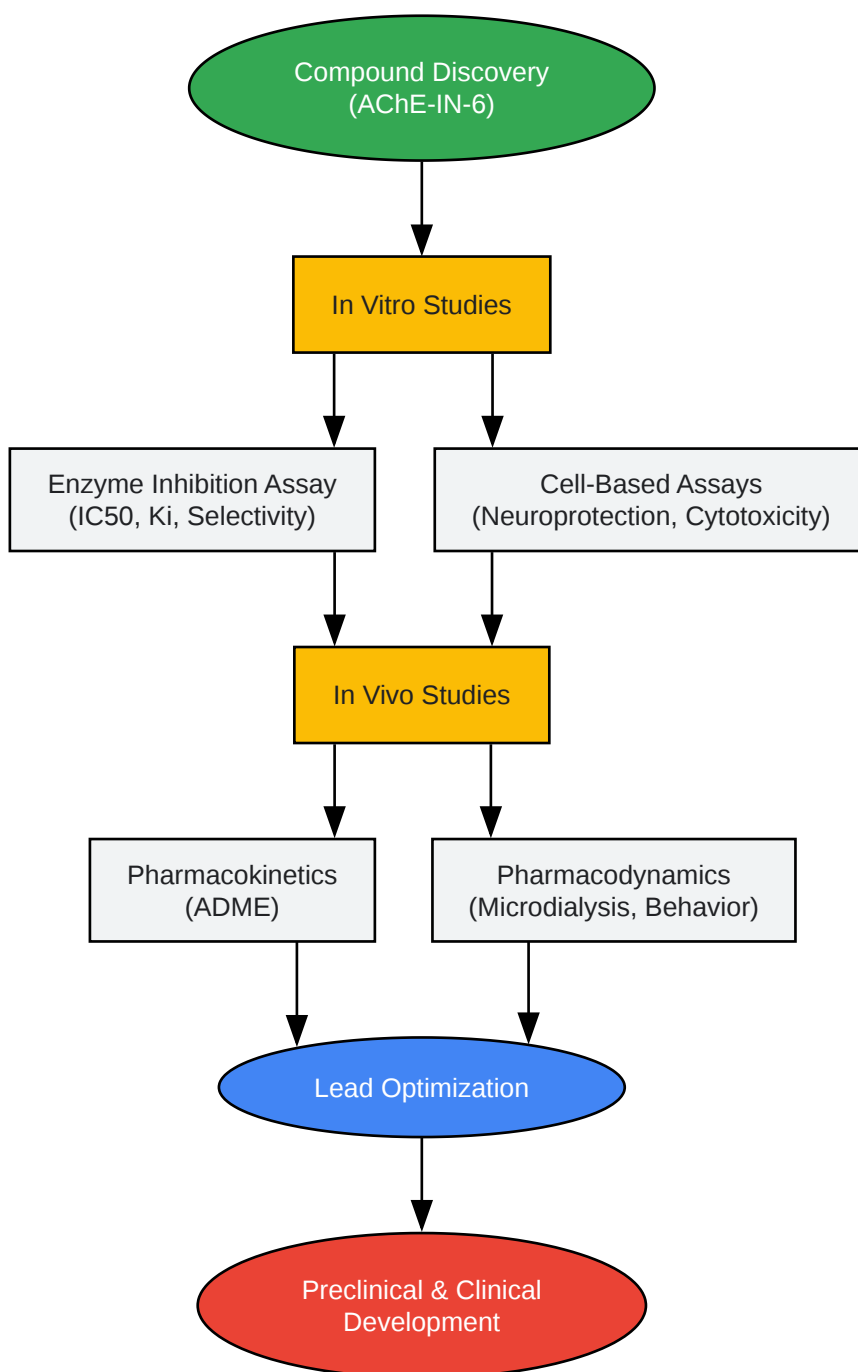 Compound Discovery
(AChE-IN-6)
In Vitro Studies
Enzyme Inhibition Assay
(IC50, Ki, Selectivity)
Cell-Based Assays
(Neuroprotection, Cytotoxicity)
In Vivo Studies
Pharmacokinetics
(ADME)
Pharmacodynamics
(Microdialysis, Behavior)
Lead Optimization
Preclinical & Clinical
Development